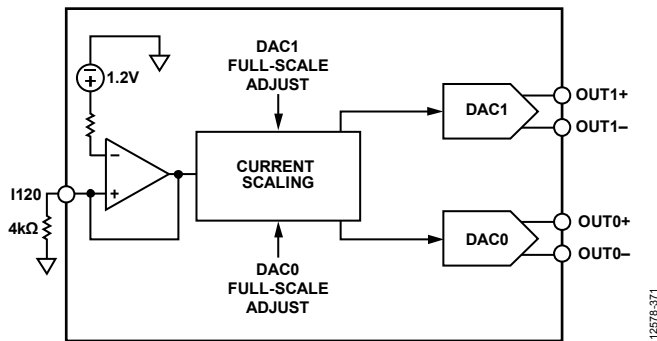 DAC1
FULL-SCALE
ADJUST
1.2V
DAC1
OUT1+
OUT1–
CURRENT
SCALING
–
+
I120
4kΩ
DAC0
OUT0+
OUT0–
DAC0
FULL-SCALE
ADJUST
12578-371